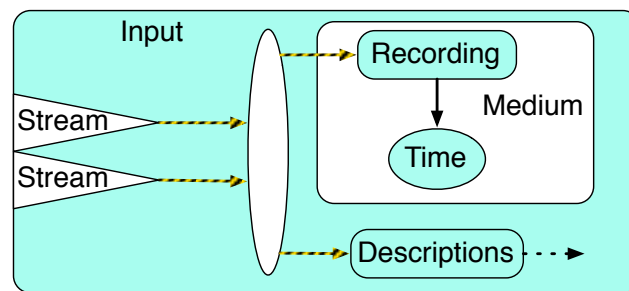 Input
Recording
Medium
Stream
Time
Stream
Descriptions